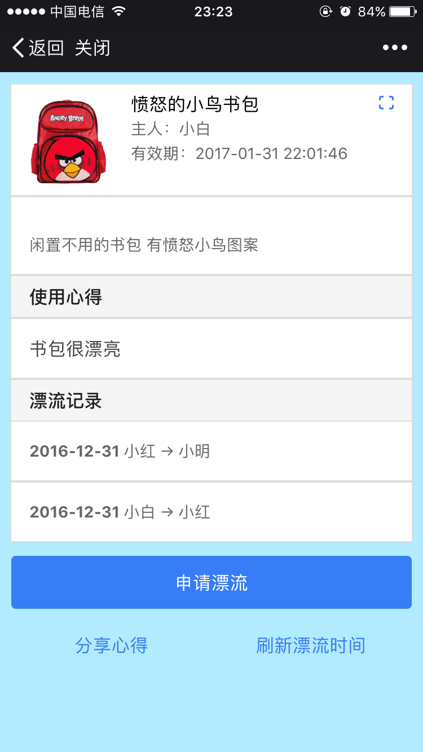 中国电信 23:23 84%
返回 关闭
ANGRY BIRDS
愤怒的小鸟书包
主人：小白
有效期：2017-01-31 22:01:46
闲置不用的书包 有愤怒小鸟图案
使用心得
书包很漂亮
漂流记录
2016-12-31 小红 → 小明
2016-12-31 小白 → 小红
申请漂流
分享心得 刷新漂流时间